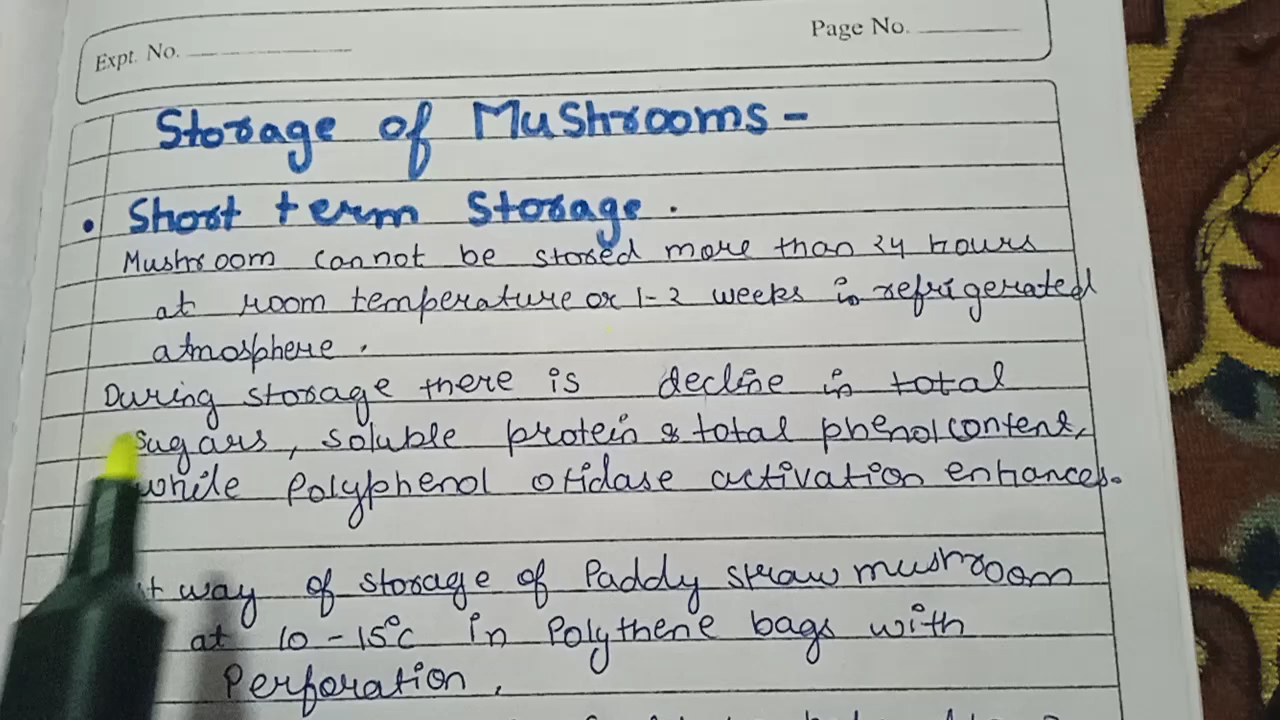 Expt. No.
Page No.
Storage of Mushrooms -
• Short term Storage.
Mushroom cannot be stored more than 24 hours
at room temperature or 1-2 weeks in refrigerated
atmosphere.
During storage there is decline in total
sugars, soluble protein & total phenol content,
while Polyphenol oxidase activation enhances.
way of storage of Paddy straw mushroom
at 10-15°C in Polythene bags with
Perforation,